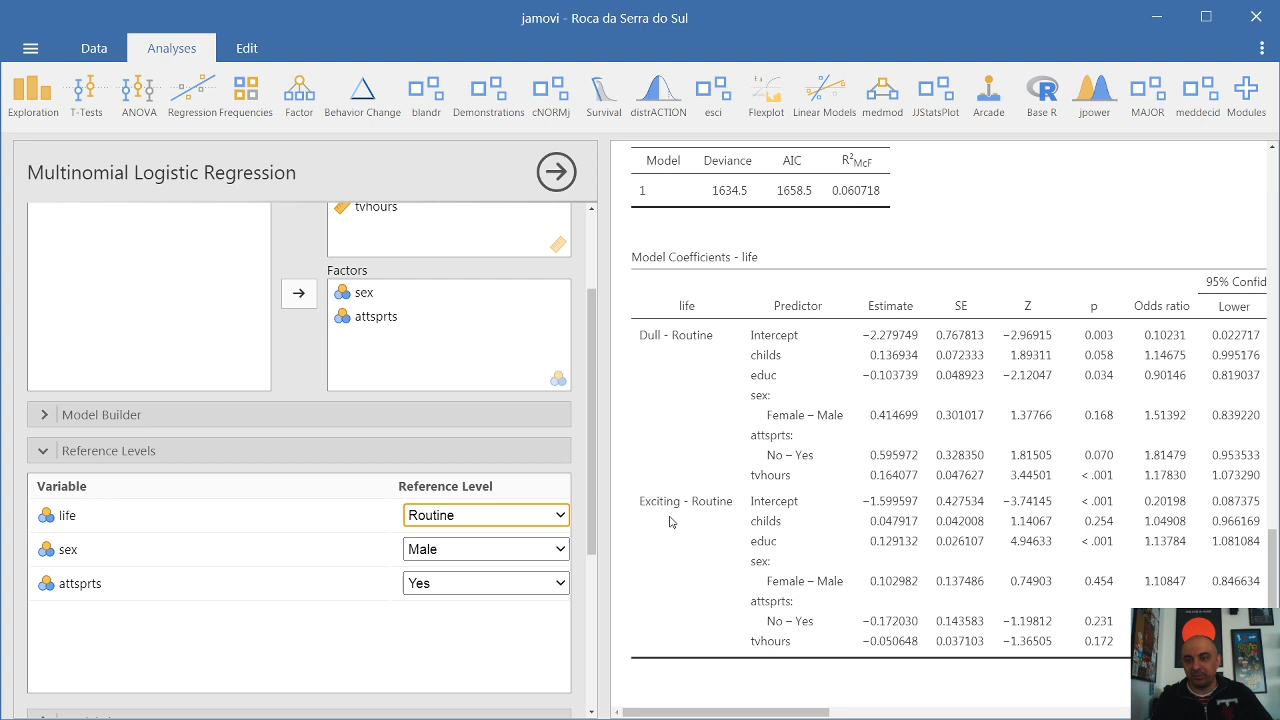 jamovi - Roca da Serra do Sul
Data Analyses Edit
Exploration T-Tests ANOVA Regression Frequencies Factor Behavior Change blandr Demonstrations cNORMj Survival distrACTION esci Flexplot Linear Models medmod JJStatsPlot Arcade Base R jpower MAJOR meddecid Modules
Multinomial Logistic Regression
tvhours
Factors
sex
attsprts
Model Builder
Reference Levels
Variable Reference Level
life Routine
sex Male
attsprts Yes
Model Deviance AIC R²McF
1 1634.5 1658.5 0.060718
Model Coefficients - life
95% Confid
life Predictor Estimate SE Z p Odds ratio Lower
Dull - Routine Intercept −2.279749 0.767813 −2.96915 0.003 0.10231 0.022717
childs 0.136934 0.072333 1.89311 0.058 1.14675 0.995176
educ −0.103739 0.048923 −2.12047 0.034 0.90146 0.819037
sex:
Female – Male 0.414699 0.301017 1.37766 0.168 1.51392 0.839220
attsprts:
No – Yes 0.595972 0.328350 1.81505 0.070 1.81479 0.953533
tvhours 0.164077 0.047627 3.44501 < .001 1.17830 1.073290
Exciting - Routine Intercept −1.599597 0.427534 −3.74145 < .001 0.20198 0.087375
childs 0.047917 0.042008 1.14067 0.254 1.04908 0.966169
educ 0.129132 0.026107 4.94633 < .001 1.13784 1.081084
sex:
Female – Male 0.102982 0.137486 0.74903 0.454 1.10847 0.846634
attsprts:
No – Yes −0.172030 0.143583 −1.19812 0.231
tvhours −0.050648 0.037103 −1.36505 0.172